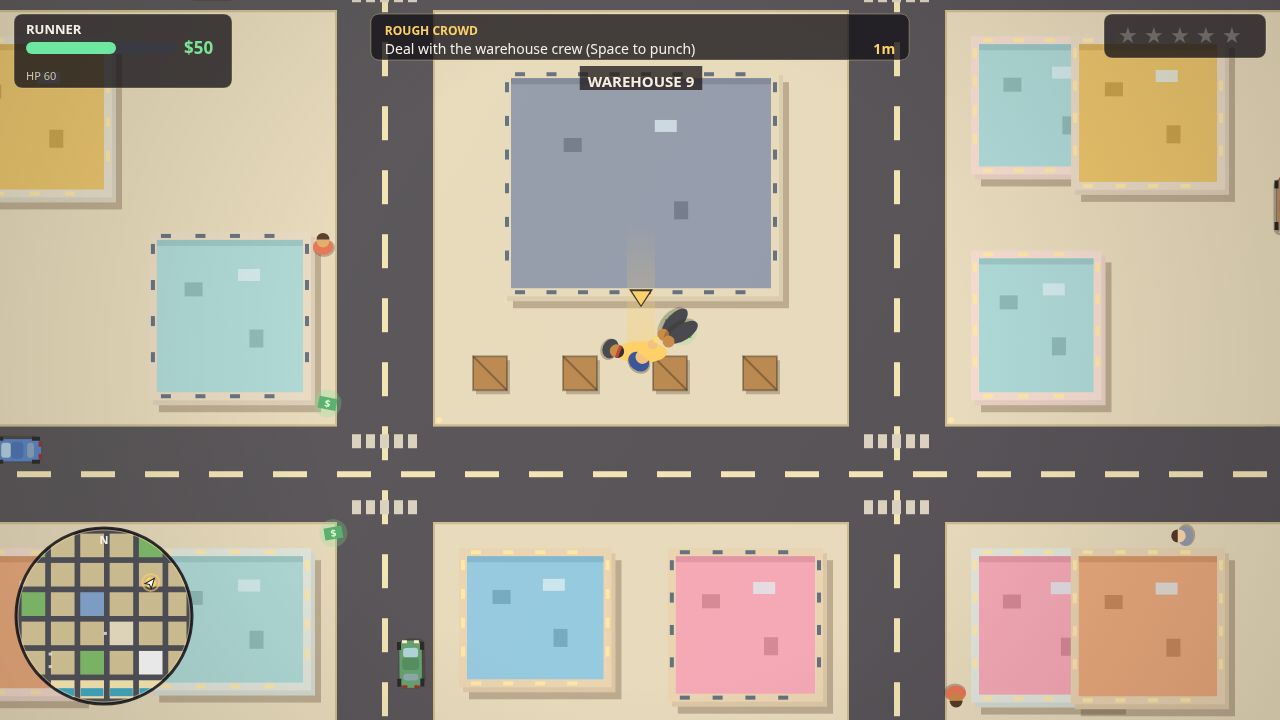 RUNNER
$50
HP 60
ROUGH CROWD
Deal with the warehouse crew (Space to punch)
1m
WAREHOUSE 9
$
$
N